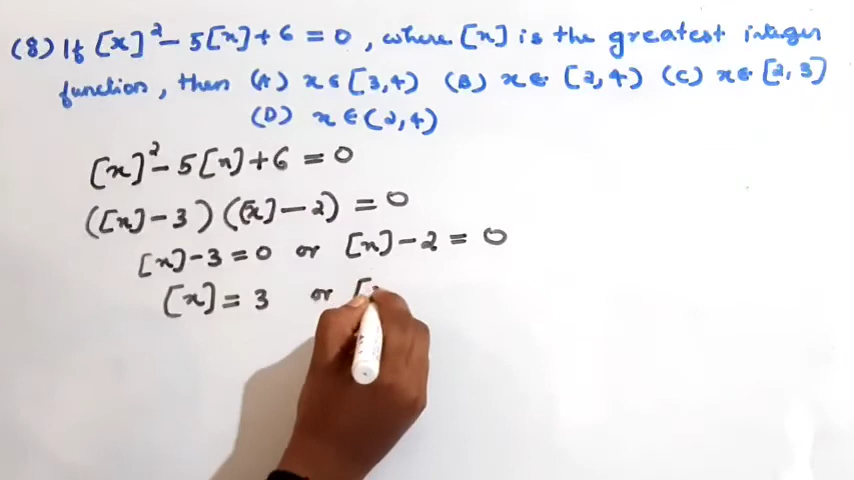 (8) If [x]² - 5[x] + 6 = 0, where [x] is the greatest integer
function, then (A) x ∈ [3,4) (B) x ∈ [2,4) (C) x ∈ [2,3]
(D) x ∈ (2,4)
[x]² - 5[x] + 6 = 0
([x] - 3) ([x] - 2) = 0
[x] - 3 = 0 or [x] - 2 = 0
[x] = 3 or [